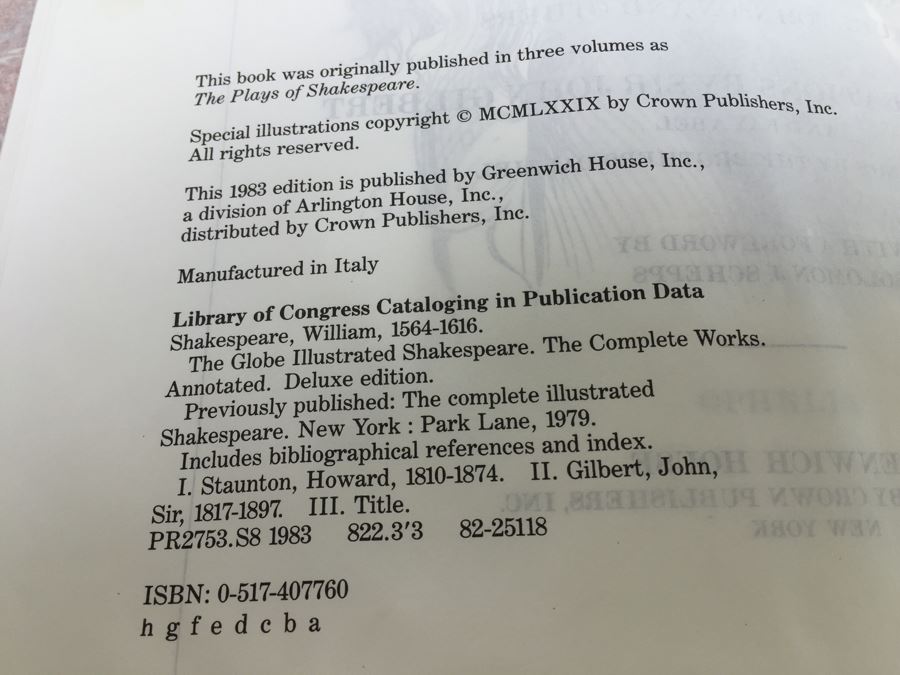 This book was originally published in three volumes as
The Plays of Shakespeare.
Special illustrations copyright © MCMLXXIX by Crown Publishers, Inc.
All rights reserved.
This 1983 edition is published by Greenwich House, Inc.,
a division of Arlington House, Inc.,
distributed by Crown Publishers, Inc.
Manufactured in Italy
Library of Congress Cataloging in Publication Data
Shakespeare, William, 1564-1616.
The Globe Illustrated Shakespeare. The Complete Works.
Annotated. Deluxe edition.
Previously published: The complete illustrated
Shakespeare. New York : Park Lane, 1979.
Includes bibliographical references and index.
I. Staunton, Howard, 1810-1874. II. Gilbert, John,
Sir, 1817-1897. III. Title.
PR2753.S8 1983 822.3'3 82-25118
ISBN: 0-517-407760
h g f e d c b a